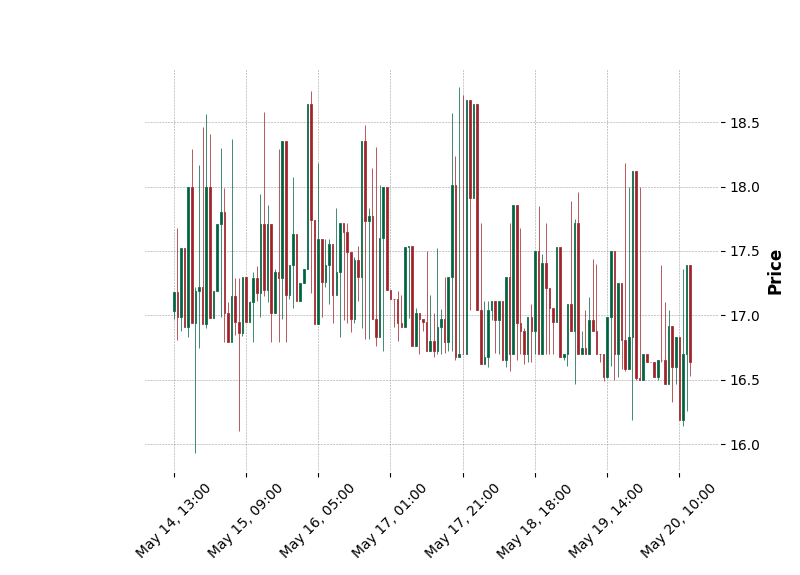 18.5
18.0
17.5
17.0
16.5
16.0
Price
May 14, 13:00
May 15, 09:00
May 16, 05:00
May 17, 01:00
May 17, 21:00
May 18, 18:00
May 19, 14:00
May 20, 10:00